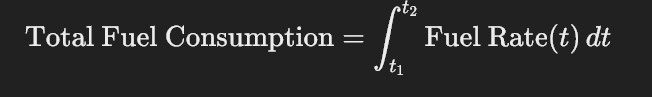 Total Fuel Consumption = ∫_{t₁}^{t₂} Fuel Rate(t) dt